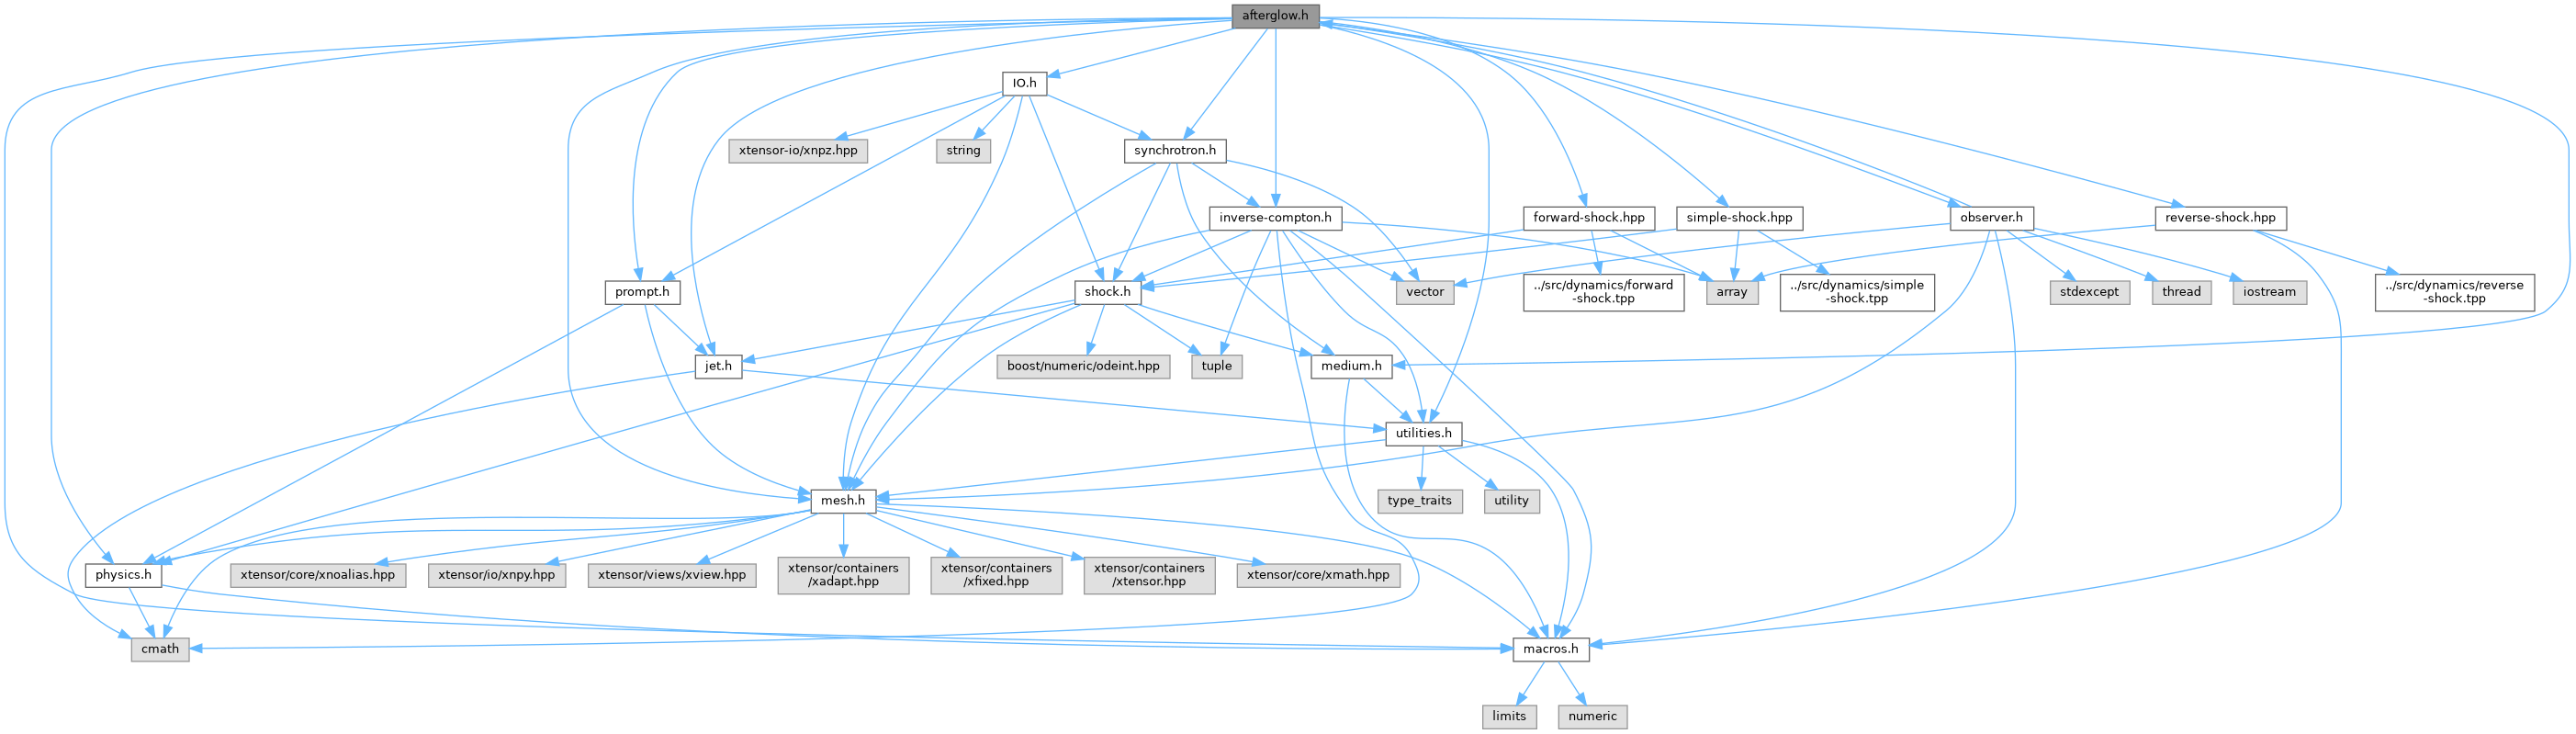 afterglow.h
IO.h
xtensor-io/xnpz.hpp
string
synchrotron.h
inverse-compton.h
forward-shock.hpp
simple-shock.hpp
observer.h
reverse-shock.hpp
prompt.h
shock.h
vector
../src/dynamics/forward
-shock.tpp
array
../src/dynamics/simple
-shock.tpp
stdexcept
thread
iostream
../src/dynamics/reverse
-shock.tpp
jet.h
boost/numeric/odeint.hpp
tuple
medium.h
utilities.h
mesh.h
type_traits
utility
physics.h
xtensor/core/xnoalias.hpp
xtensor/io/xnpy.hpp
xtensor/views/xview.hpp
xtensor/containers
/xadapt.hpp
xtensor/containers
/xfixed.hpp
xtensor/containers
/xtensor.hpp
xtensor/core/xmath.hpp
cmath
macros.h
limits
numeric